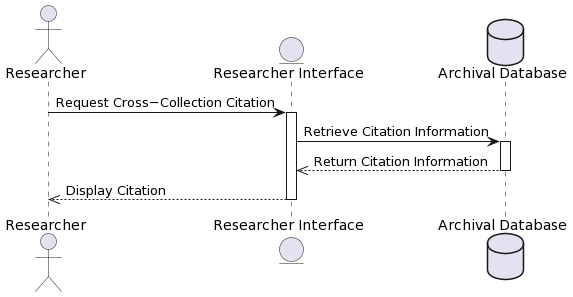 Researcher
Researcher Interface
Archival Database
Request Cross−Collection Citation
Retrieve Citation Information
Return Citation Information
Display Citation
Researcher
Researcher Interface
Archival Database